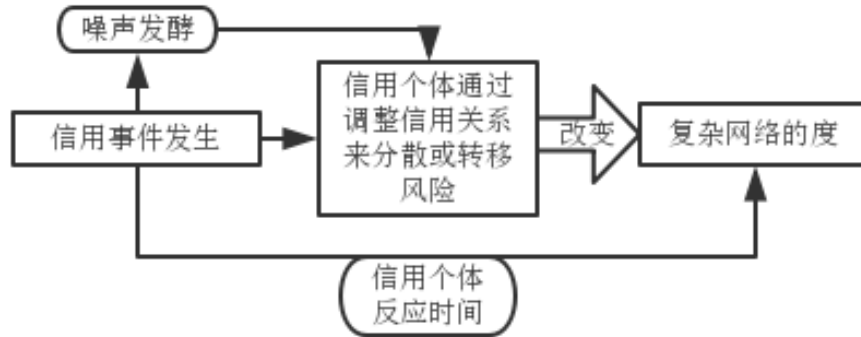 噪声发酵
信用事件发生
信用个体通过
调整信用关系
来分散或转移
风险
改变
复杂网络的度
信用个体
反应时间